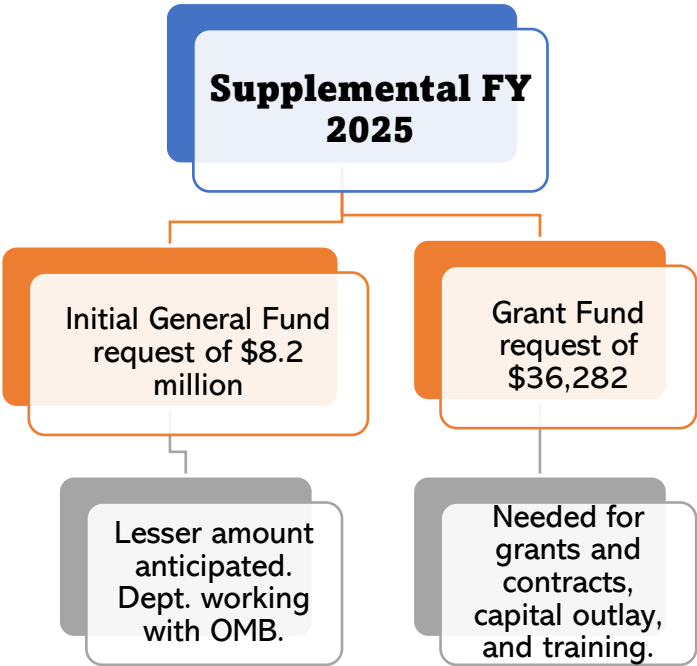 Supplemental FY
2025
Initial General Fund
request of $8.2
million
Grant Fund
request of
$36,282
Lesser amount
anticipated.
Dept. working
with OMB.
Needed for
grants and
contracts,
capital outlay,
and training.